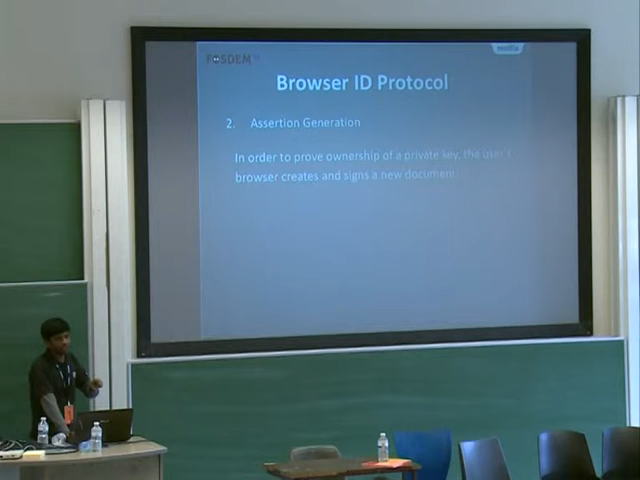 FOSDEM
mozilla
Browser ID Protocol
2. Assertion Generation
In order to prove ownership of a private key, the user's
browser creates and signs a new document